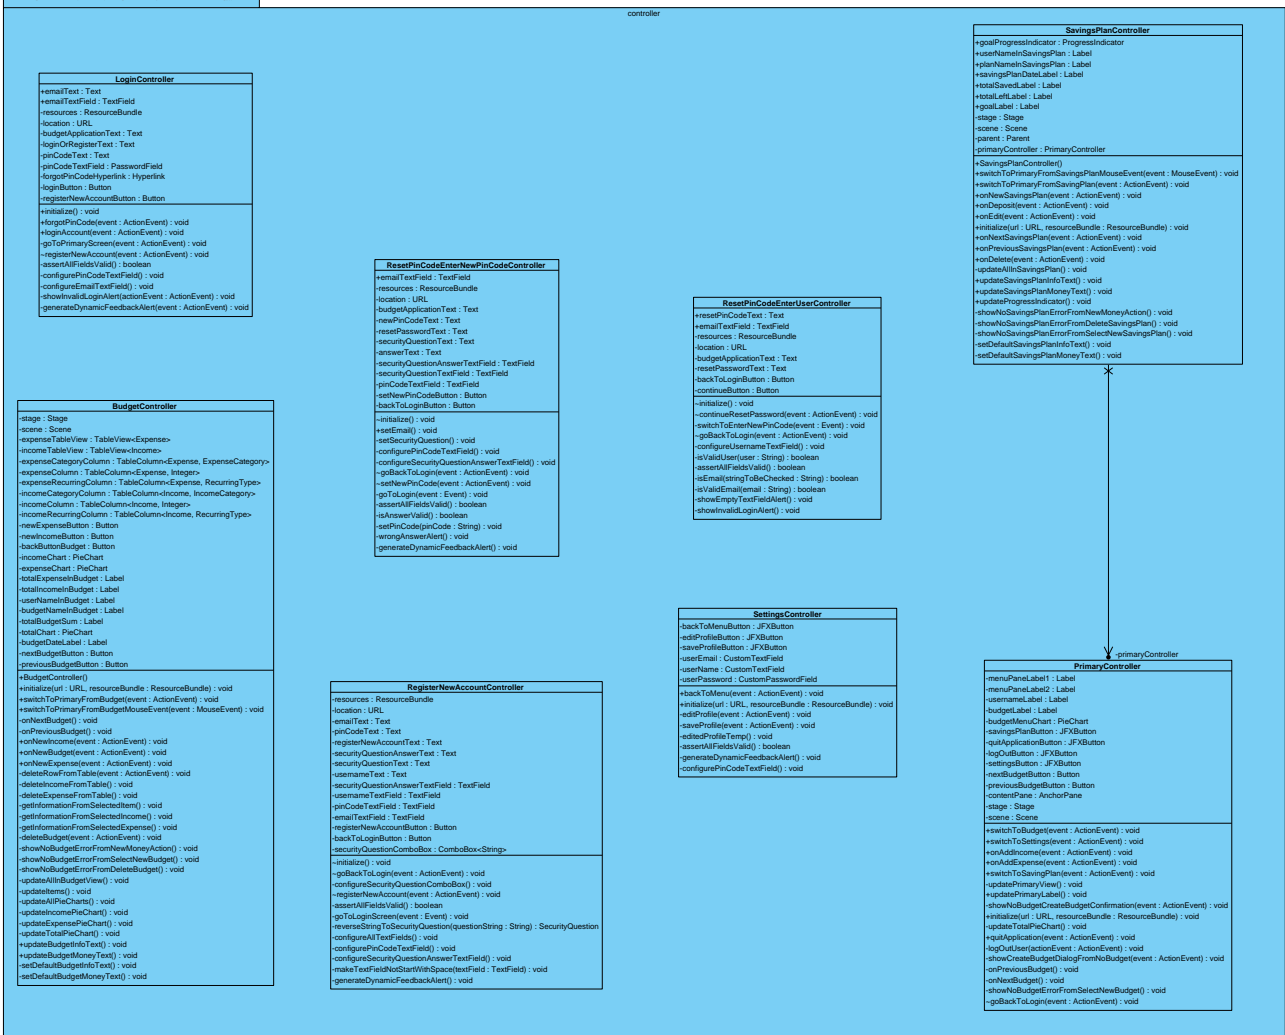 controller
SavingsPlanController
+goalProgressIndicator : ProgressIndicator
+userNameInSavingsPlan : Label
+planNameInSavingsPlan : Label
+savingsPlanDateLabel : Label
+totalSavedLabel : Label
+totalLeftLabel : Label
+goalLabel : Label
-stage : Stage
-scene : Scene
-parent : Parent
-primaryController : PrimaryController
+SavingsPlanController()
+switchToPrimaryFromSavingsPlanMouseEvent(event : MouseEvent) : void
+switchToPrimaryFromSavingPlan(event : ActionEvent) : void
+onNewSavingsPlan(event : ActionEvent) : void
+onDeposit(event : ActionEvent) : void
+onEdit(event : ActionEvent) : void
+initialize(url : URL, resourceBundle : ResourceBundle) : void
+onNextSavingsPlan(event : ActionEvent) : void
+onPreviousSavingsPlan(event : ActionEvent) : void
+onDelete(event : ActionEvent) : void
-updateAllInSavingsPlan() : void
+updateSavingsPlanInfoText() : void
+updateSavingsPlanMoneyText() : void
+updateProgressIndicator() : void
-showNoSavingsPlanErrorFromNewMoneyAction() : void
-showNoSavingsPlanErrorFromDeleteSavingsPlan() : void
-showNoSavingsPlanErrorFromSelectNewSavingsPlan() : void
-setDefaultSavingsPlanInfoText() : void
-setDefaultSavingsPlanMoneyText() : void
LoginController
+emailText : Text
+emailTextField : TextField
-resources : ResourceBundle
-location : URL
-budgetApplicationText : Text
-loginOrRegisterText : Text
-pinCodeText : Text
-pinCodeTextField : PasswordField
-forgotPinCodeHyperlink : Hyperlink
-loginButton : Button
-registerNewAccountButton : Button
+initialize() : void
+forgotPinCode(event : ActionEvent) : void
+loginAccount(event : ActionEvent) : void
-goToPrimaryScreen(event : ActionEvent) : void
~registerNewAccount(event : ActionEvent) : void
-assertAllFieldsValid() : boolean
-configurePinCodeTextField() : void
-configureEmailTextField() : void
-showInvalidLoginAlert(actionEvent : ActionEvent) : void
-generateDynamicFeedbackAlert(event : ActionEvent) : void
ResetPinCodeEnterNewPinCodeController
+emailTextField : TextField
-resources : ResourceBundle
-location : URL
-budgetApplicationText : Text
-newPinCodeText : Text
-resetPasswordText : Text
-securityQuestionText : Text
-answerText : Text
-securityQuestionAnswerTextField : TextField
-securityQuestionTextField : TextField
-pinCodeTextField : TextField
-setNewPinCodeButton : Button
-backToLoginButton : Button
~initialize() : void
+setEmail() : void
-setSecurityQuestion() : void
-configurePinCodeTextField() : void
-configureSecurityQuestionAnswerTextField() : void
~goBackToLogin(event : ActionEvent) : void
~setNewPinCode(event : ActionEvent) : void
-goToLogin(event : Event) : void
-assertAllFieldsValid() : boolean
-isAnswerValid() : boolean
-setPinCode(pinCode : String) : void
-wrongAnswerAlert() : void
-generateDynamicFeedbackAlert() : void
ResetPinCodeEnterUserController
+resetPinCodeText : Text
+emailTextField : TextField
-resources : ResourceBundle
-location : URL
-budgetApplicationText : Text
-resetPasswordText : Text
-backToLoginButton : Button
-continueButton : Button
~initialize() : void
~continueResetPassword(event : ActionEvent) : void
-switchToEnterNewPinCode(event : Event) : void
~goBackToLogin(event : ActionEvent) : void
-configureUsernameTextField() : void
-isValidUser(user : String) : boolean
-assertAllFieldsValid() : boolean
-isEmail(stringToBeChecked : String) : boolean
-isValidEmail(email : String) : boolean
-showEmptyTextFieldAlert() : void
-showInvalidLoginAlert() : void
BudgetController
-stage : Stage
-scene : Scene
-expenseTableView : TableView<Expense>
-incomeTableView : TableView<Income>
-expenseCategoryColumn : TableColumn<Expense, ExpenseCategory>
-expenseColumn : TableColumn<Expense, Integer>
-expenseRecurringColumn : TableColumn<Expense, RecurringType>
-incomeCategoryColumn : TableColumn<Income, IncomeCategory>
-incomeColumn : TableColumn<Income, Integer>
-incomeRecurringColumn : TableColumn<Income, RecurringType>
-newExpenseButton : Button
-newIncomeButton : Button
-backButtonBudget : Button
-incomeChart : PieChart
-expenseChart : PieChart
-totalExpenseInBudget : Label
-totalIncomeInBudget : Label
-userNameInBudget : Label
-budgetNameInBudget : Label
-totalBudgetSum : Label
-totalChart : PieChart
-budgetDateLabel : Label
-nextBudgetButton : Button
-previousBudgetButton : Button
+BudgetController()
+initialize(url : URL, resourceBundle : ResourceBundle) : void
+switchToPrimaryFromBudget(event : ActionEvent) : void
+switchToPrimaryFromBudgetMouseEvent(event : MouseEvent) : void
-onNextBudget() : void
-onPreviousBudget() : void
+onNewIncome(event : ActionEvent) : void
+onNewBudget(event : ActionEvent) : void
+onNewExpense(event : ActionEvent) : void
-deleteRowFromTable(event : ActionEvent) : void
-deleteIncomeFromTable() : void
-deleteExpenseFromTable() : void
-getInformationFromSelectedItem() : void
-getInformationFromSelectedIncome() : void
-getInformationFromSelectedExpense() : void
-deleteBudget(event : ActionEvent) : void
-showNoBudgetErrorFromNewMoneyAction() : void
-showNoBudgetErrorFromSelectNewBudget() : void
-showNoBudgetErrorFromDeleteBudget() : void
-updateAllInBudgetView() : void
-updateItems() : void
-updateAllPieCharts() : void
-updateIncomePieChart() : void
-updateExpensePieChart() : void
-updateTotalPieChart() : void
+updateBudgetInfoText() : void
+updateBudgetMoneyText() : void
-setDefaultBudgetInfoText() : void
-setDefaultBudgetMoneyText() : void
RegisterNewAccountController
-resources : ResourceBundle
-location : URL
-emailText : Text
-pinCodeText : Text
-registerNewAccountText : Text
-securityQuestionAnswerText : Text
-securityQuestionText : Text
-usernameText : Text
-securityQuestionAnswerTextField : TextField
-usernameTextField : TextField
-pinCodeTextField : TextField
-emailTextField : TextField
-registerNewAccountButton : Button
-backToLoginButton : Button
-securityQuestionComboBox : ComboBox<String>
~initialize() : void
~goBackToLogin(event : ActionEvent) : void
-configureSecurityQuestionComboBox() : void
~registerNewAccount(event : ActionEvent) : void
-assertAllFieldsValid() : boolean
-goToLoginScreen(event : Event) : void
-reverseStringToSecurityQuestion(questionString : String) : SecurityQuestion
-configureAllTextFields() : void
-configurePinCodeTextField() : void
-configureSecurityQuestionAnswerTextField() : void
-makeTextFieldNotStartWithSpace(textField : TextField) : void
-generateDynamicFeedbackAlert() : void
SettingsController
-backToMenuButton : JFXButton
-editProfileButton : JFXButton
-saveProfileButton : JFXButton
-userEmail : CustomTextField
-userName : CustomTextField
-userPassword : CustomPasswordField
+backToMenu(event : ActionEvent) : void
+initialize(url : URL, resourceBundle : ResourceBundle) : void
-editProfile(event : ActionEvent) : void
-saveProfile(event : ActionEvent) : void
-editedProfileTemp() : void
-assertAllFieldsValid() : boolean
-generateDynamicFeedbackAlert() : void
-configurePinCodeTextField() : void
-primaryController
PrimaryController
-menuPaneLabel1 : Label
-menuPaneLabel2 : Label
-usernameLabel : Label
-budgetLabel : Label
-budgetMenuChart : PieChart
-savingsPlanButton : JFXButton
-quitApplicationButton : JFXButton
-logOutButton : JFXButton
-settingsButton : JFXButton
-nextBudgetButton : Button
-previousBudgetButton : Button
-contentPane : AnchorPane
-stage : Stage
-scene : Scene
+switchToBudget(event : ActionEvent) : void
+switchToSettings(event : ActionEvent) : void
+onAddIncome(event : ActionEvent) : void
+onAddExpense(event : ActionEvent) : void
+switchToSavingPlan(event : ActionEvent) : void
-updatePrimaryView() : void
+updatePrimaryLabel() : void
-showNoBudgetCreateBudgetConfirmation(event : ActionEvent) : void
+initialize(url : URL, resourceBundle : ResourceBundle) : void
-updateTotalPieChart() : void
+quitApplication(event : ActionEvent) : void
-logOutUser(actionEvent : ActionEvent) : void
-showCreateBudgetDialogFromNoBudget(event : ActionEvent) : void
-onPreviousBudget() : void
-onNextBudget() : void
-showNoBudgetErrorFromSelectNewBudget() : void
~goBackToLogin(event : ActionEvent) : void